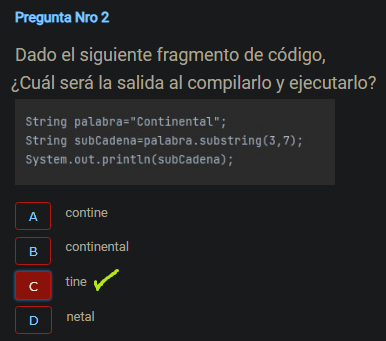 Pregunta Nro 2
Dado el siguiente fragmento de código,
¿Cuál será la salida al compilarlo y ejecutarlo?
String palabra="Continental";
String subCadena=palabra.substring(3,7);
System.out.println(subCadena);
A contine
B continental
C tine
D netal